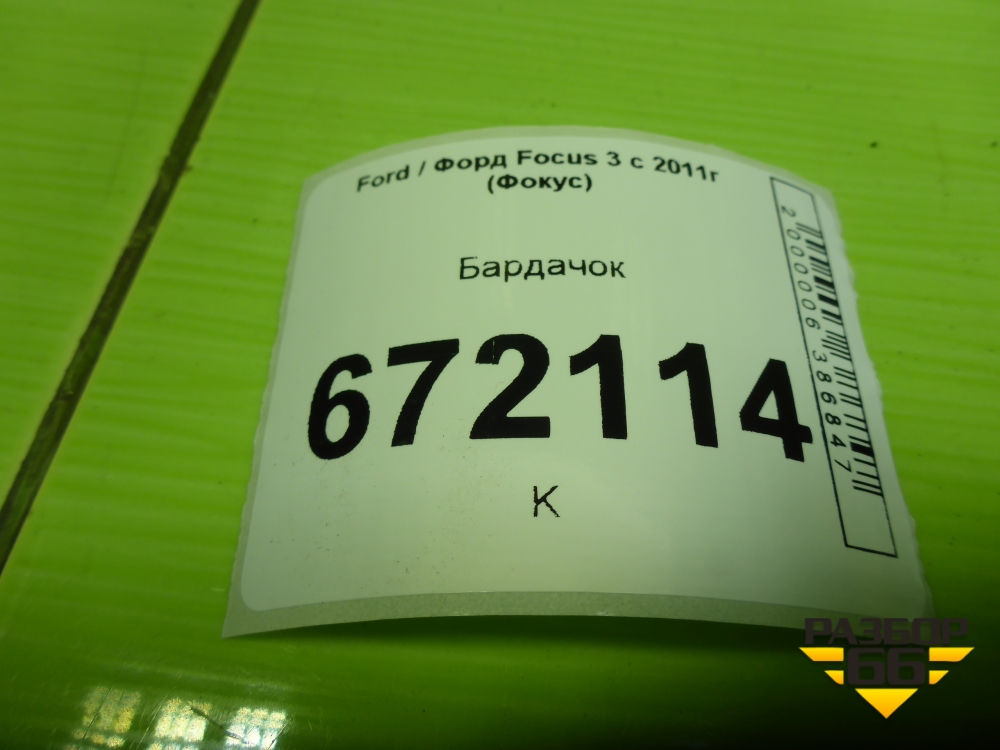 Ford / Форд Focus 3 с 2011г
(Фокус)
Бардачок
672114
К
2000006386847
РАЗБОР
66